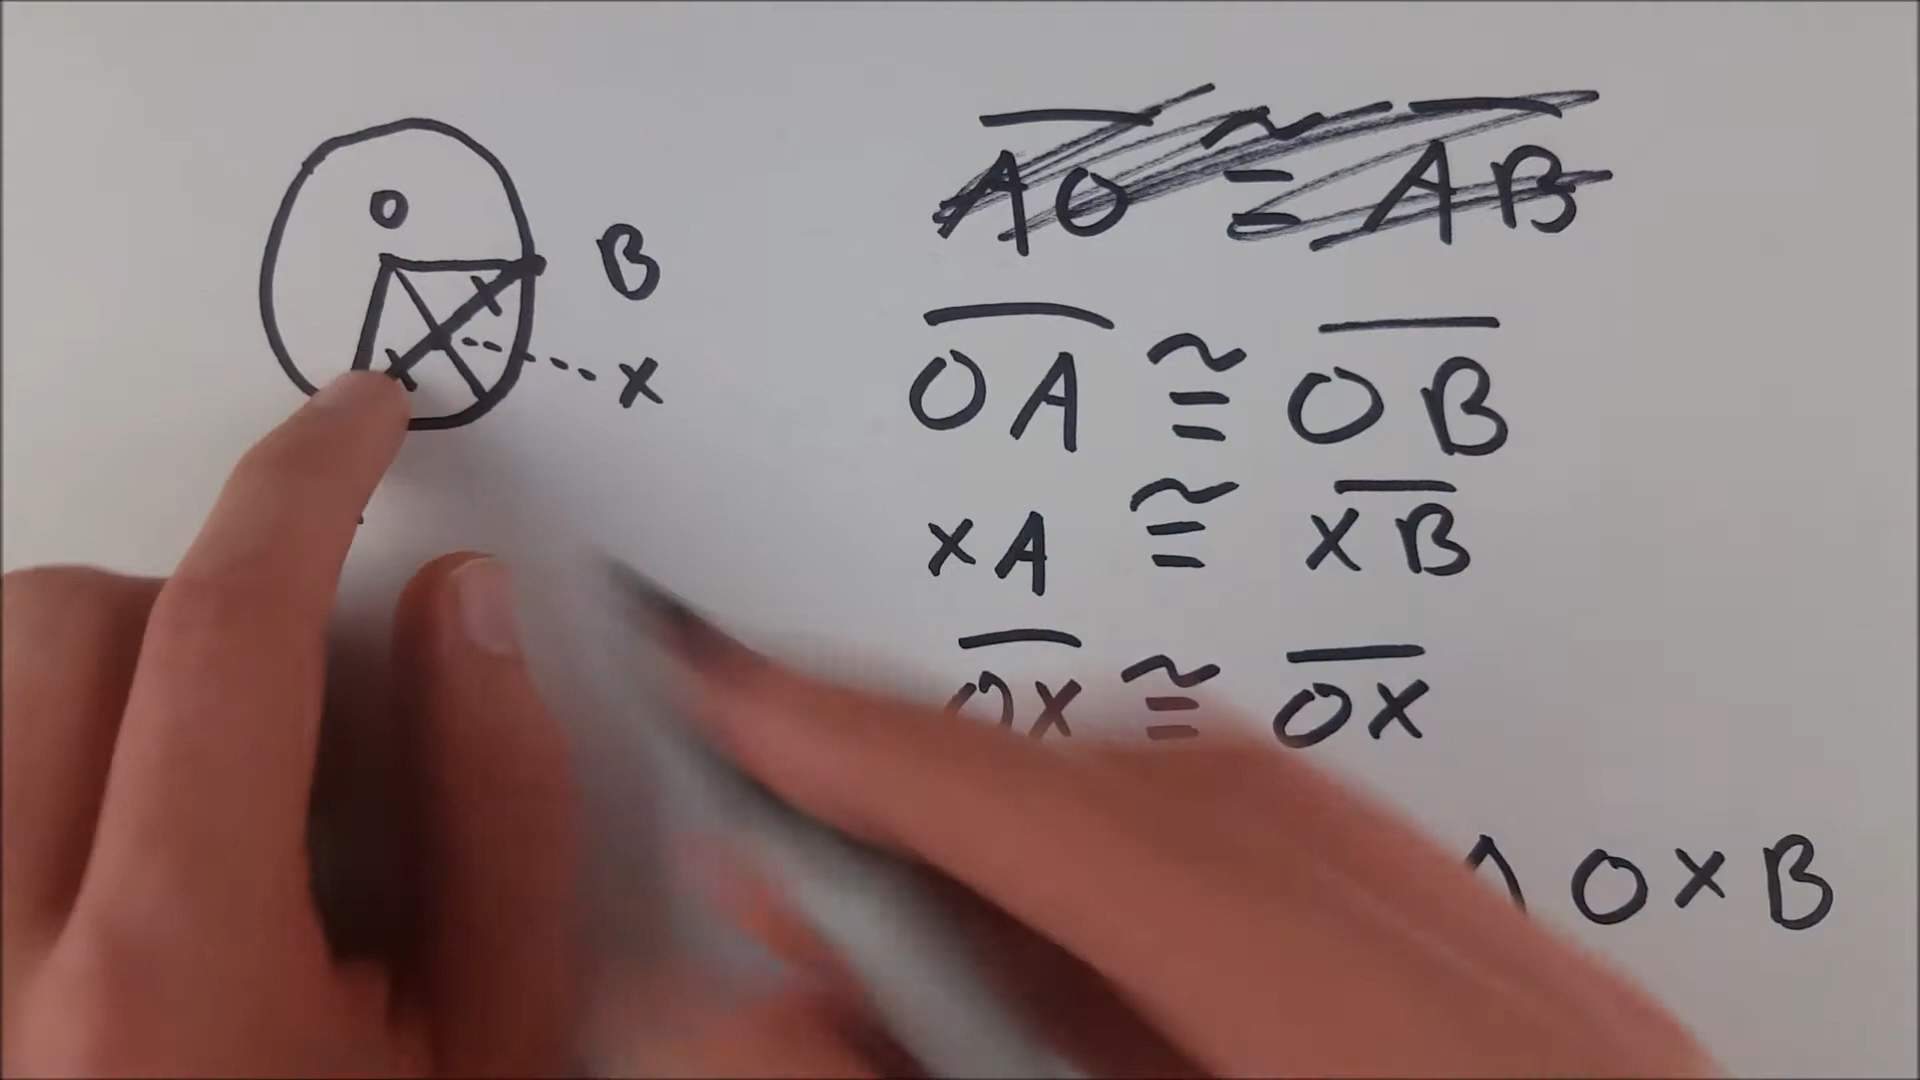 O
B
x
AO ≅ AB
OA ≅ OB
xA ≅ xB
OX ≅ OX
OXB